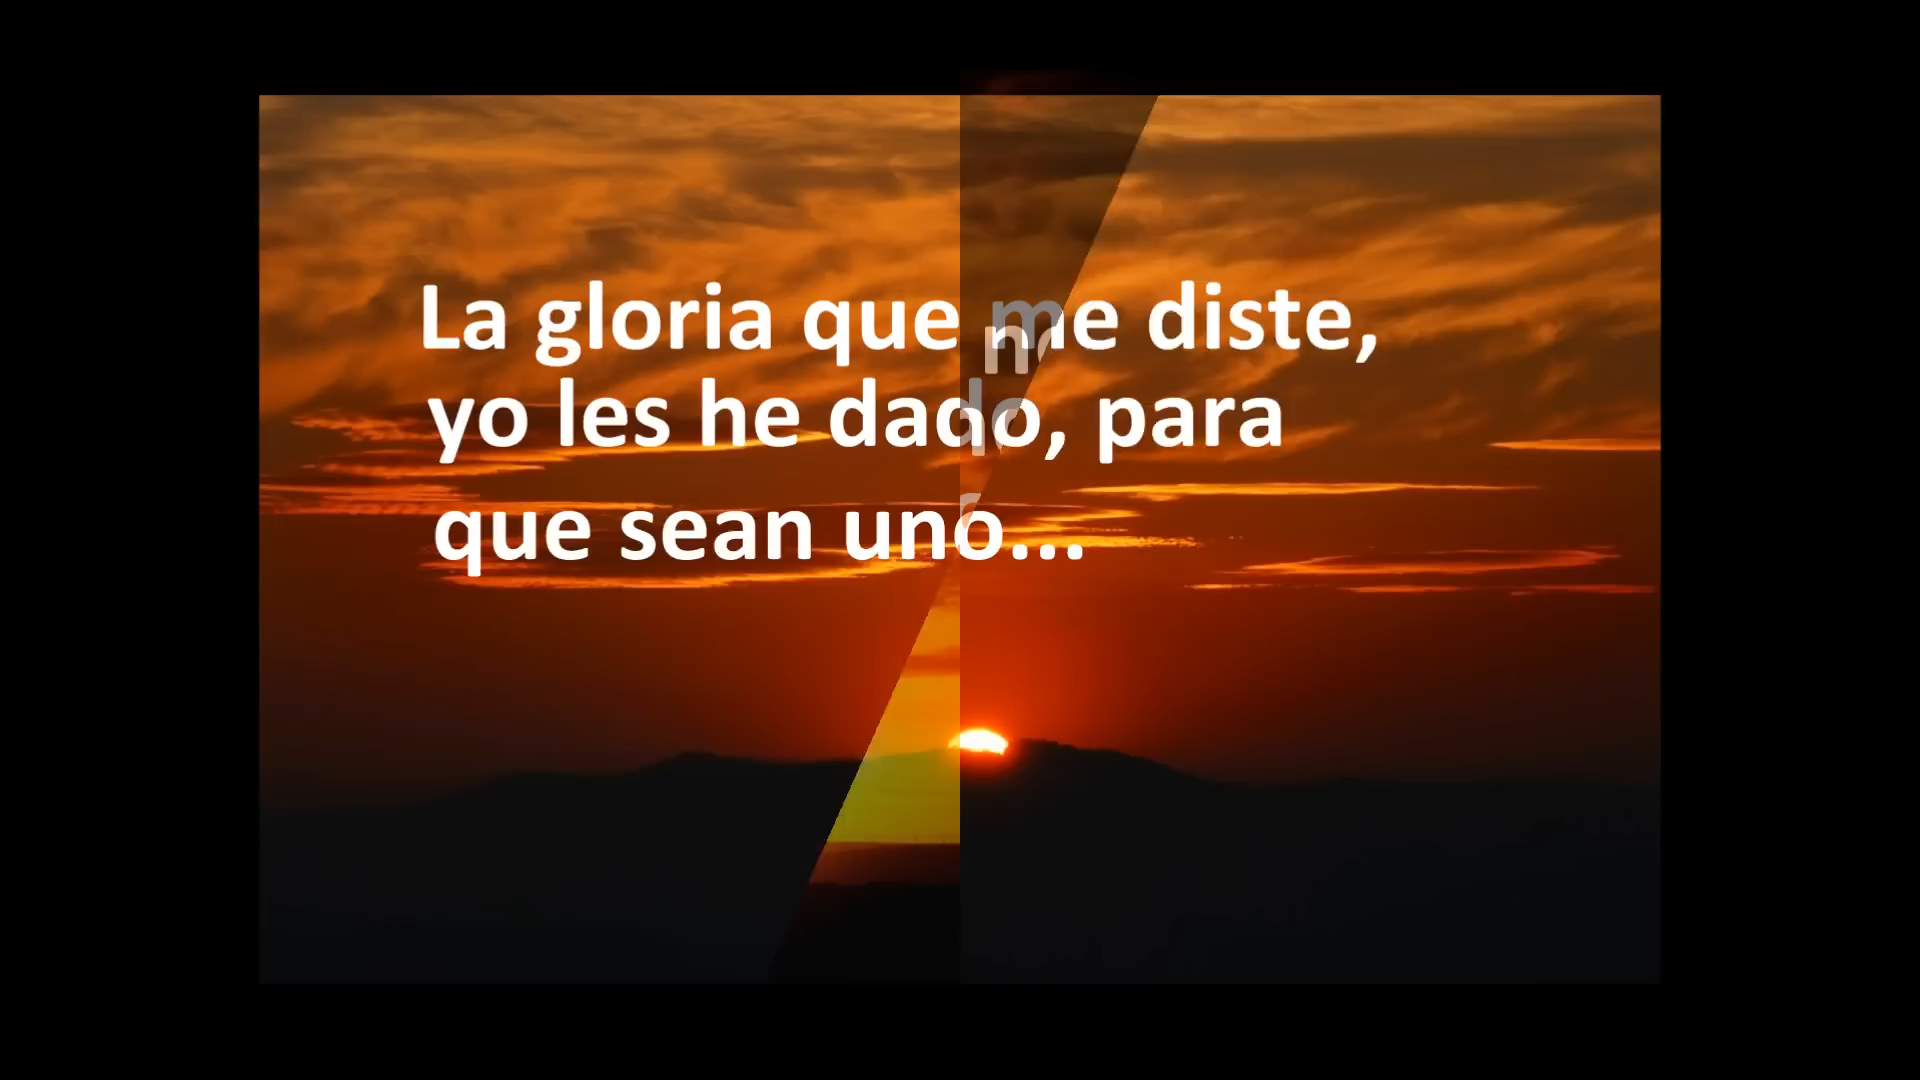 La gloria que me diste,
yo les he dado, para
que sean uno...